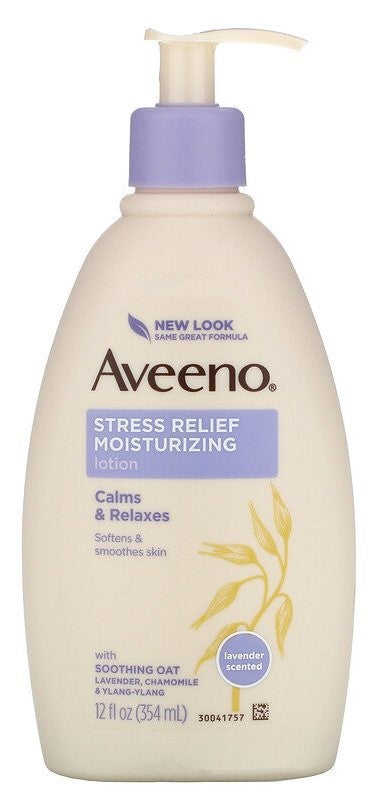 NEW LOOK
SAME GREAT FORMULA
Aveeno®
STRESS RELIEF
MOISTURIZING
lotion
Calms
& Relaxes
Softens &
smoothes skin
lavender
scented
with
SOOTHING OAT
LAVENDER, CHAMOMILE
& YLANG-YLANG
12 fl oz (354 mL)
30041757